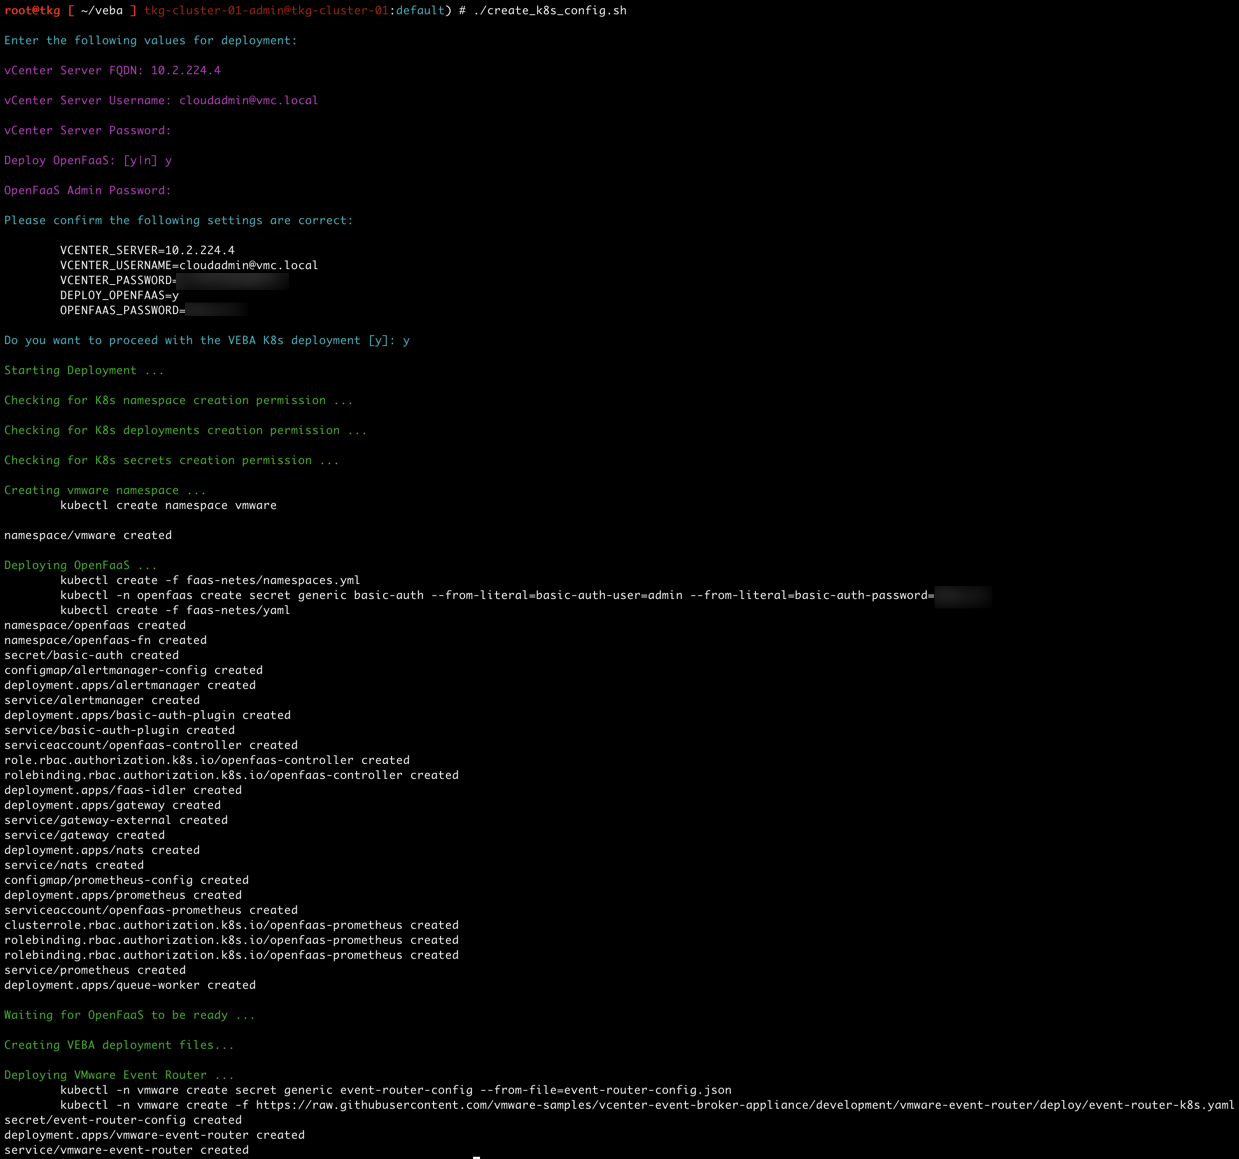 root@tkg [ ~/veba ] tkg-cluster-01-admin@tkg-cluster-01:default) # ./create_k8s_config.sh
Enter the following values for deployment:
vCenter Server FQDN: 10.2.224.4
vCenter Server Username: cloudadmin@vmc.local
vCenter Server Password:
Deploy OpenFaaS: [y|n] y
OpenFaaS Admin Password:
Please confirm the following settings are correct:
VCENTER_SERVER=10.2.224.4
VCENTER_USERNAME=cloudadmin@vmc.local
VCENTER_PASSWORD=
DEPLOY_OPENFAAS=y
OPENFAAS_PASSWORD=
Do you want to proceed with the VEBA K8s deployment [y]: y
Starting Deployment ...
Checking for K8s namespace creation permission ...
Checking for K8s deployments creation permission ...
Checking for K8s secrets creation permission ...
Creating vmware namespace ...
kubectl create namespace vmware
namespace/vmware created
Deploying OpenFaaS ...
kubectl create -f faas-netes/namespaces.yml
kubectl -n openfaas create secret generic basic-auth --from-literal=basic-auth-user=admin --from-literal=basic-auth-password=
kubectl create -f faas-netes/yaml
namespace/openfaas created
namespace/openfaas-fn created
secret/basic-auth created
configmap/alertmanager-config created
deployment.apps/alertmanager created
service/alertmanager created
deployment.apps/basic-auth-plugin created
service/basic-auth-plugin created
serviceaccount/openfaas-controller created
role.rbac.authorization.k8s.io/openfaas-controller created
rolebinding.rbac.authorization.k8s.io/openfaas-controller created
deployment.apps/faas-idler created
deployment.apps/gateway created
service/gateway-external created
service/gateway created
deployment.apps/nats created
service/nats created
configmap/prometheus-config created
deployment.apps/prometheus created
serviceaccount/openfaas-prometheus created
clusterrole.rbac.authorization.k8s.io/openfaas-prometheus created
rolebinding.rbac.authorization.k8s.io/openfaas-prometheus created
rolebinding.rbac.authorization.k8s.io/openfaas-prometheus created
service/prometheus created
deployment.apps/queue-worker created
Waiting for OpenFaaS to be ready ...
Creating VEBA deployment files...
Deploying VMware Event Router ...
kubectl -n vmware create secret generic event-router-config --from-file=event-router-config.json
kubectl -n vmware create -f https://raw.githubusercontent.com/vmware-samples/vcenter-event-broker-appliance/development/vmware-event-router/deploy/event-router-k8s.yaml
secret/event-router-config created
deployment.apps/vmware-event-router created
service/vmware-event-router created